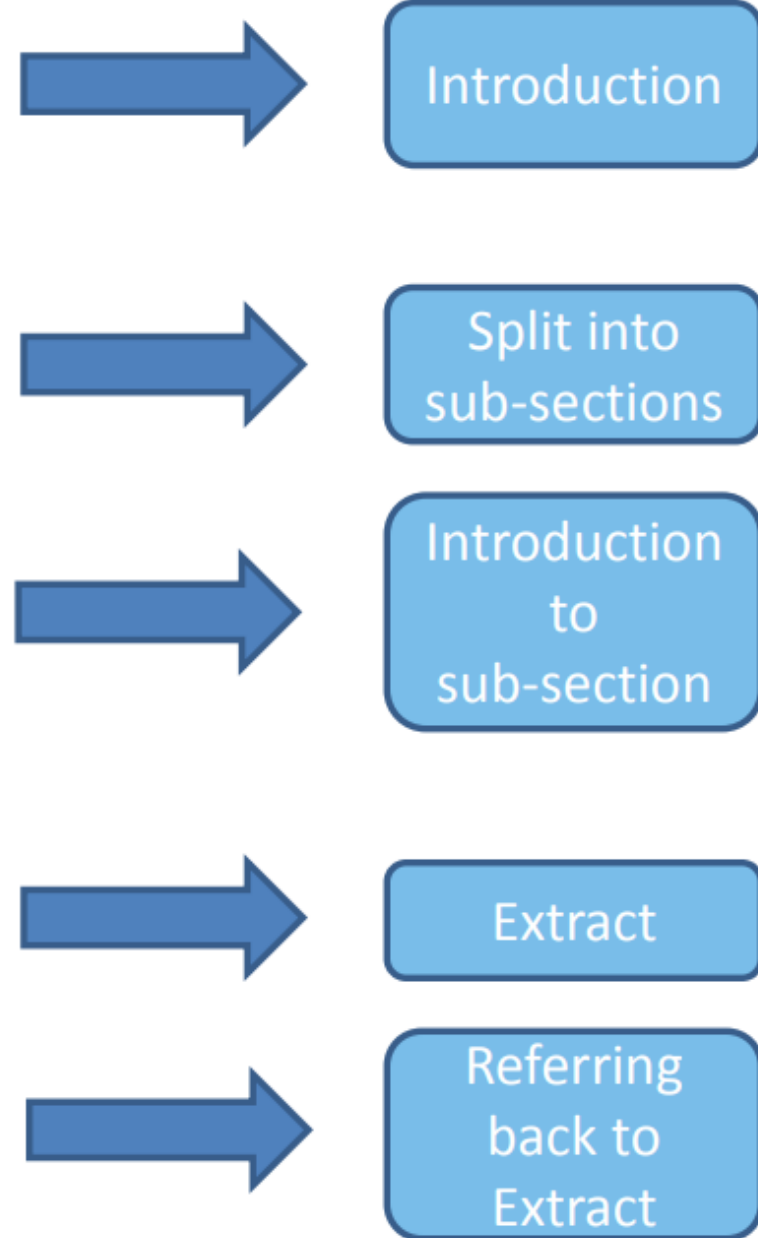 Introduction
Split into
sub-sections
Introduction
to
sub-section
Extract
Referring
back to
Extract